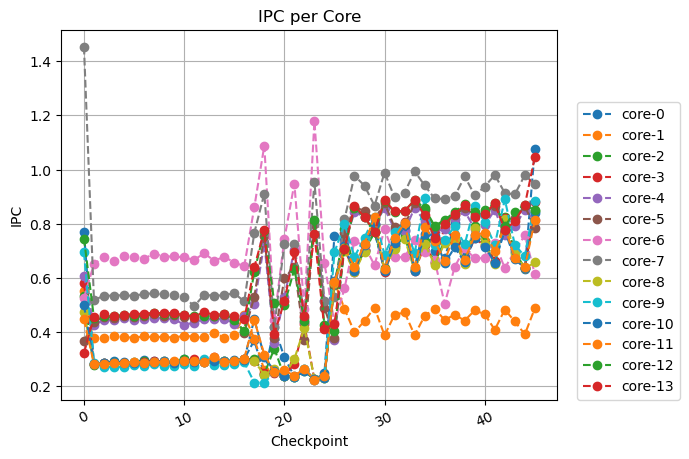 IPC per Core
IPC
1.4
1.2
1.0
0.8
0.6
0.4
0.2
0
10
20
30
40
Checkpoint
core-0
core-1
core-2
core-3
core-4
core-5
core-6
core-7
core-8
core-9
core-10
core-11
core-12
core-13